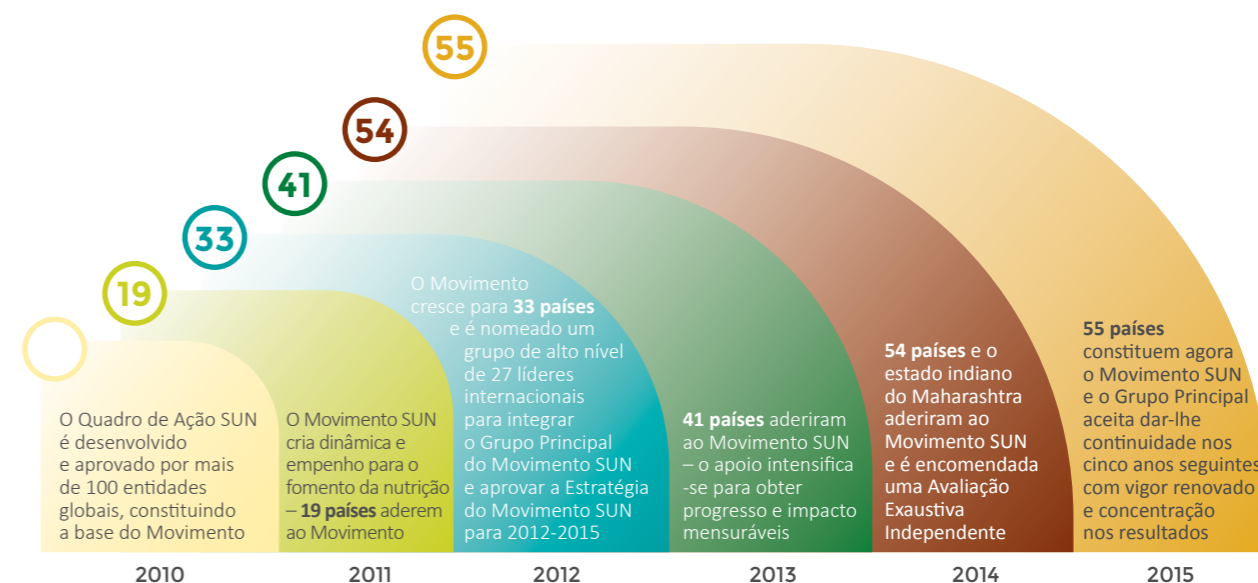 55
54
41
33
19
O Quadro de Ação SUN
é desenvolvido
e aprovado por mais
de 100 entidades
globais, constituindo
a base do Movimento
O Movimento SUN
cria dinâmica e
empenho para o
fomento da nutrição
– 19 países aderem
ao Movimento
O Movimento
cresce para 33 países
e é nomeado um
grupo de alto nível
de 27 líderes
internacionais
para integrar
o Grupo Principal
do Movimento SUN
e aprovar a Estratégia
do Movimento SUN
para 2012-2015
41 países aderiram
ao Movimento SUN
– o apoio intensifica
-se para obter
progresso e impacto
mensuráveis
54 países e o
estado indiano
do Maharashtra
aderiram ao
Movimento SUN
e é encomendada
uma Avaliação
Exaustiva
Independente
55 países
constituem agora
o Movimento SUN
e o Grupo Principal
aceita dar-lhe
continuidade nos
cinco anos seguintes
com vigor renovado
e concentração
nos resultados
2010
2011
2012
2013
2014
2015